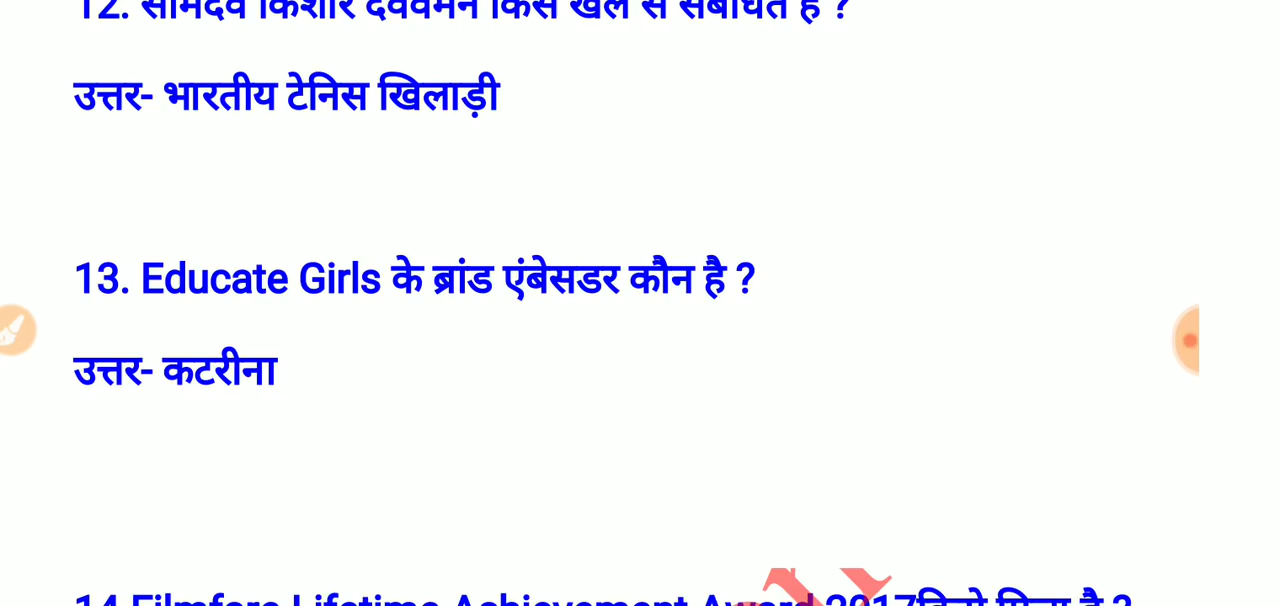 12. सोमदेव किशोर देववर्मन किस खेल से संबंधित है ?
उत्तर- भारतीय टेनिस खिलाड़ी
13. Educate Girls के ब्रांड एंबेसडर कौन है ?
उत्तर- कटरीना
14 Filmfare Lifetime Achievement Award 2017किसे मिला है ?